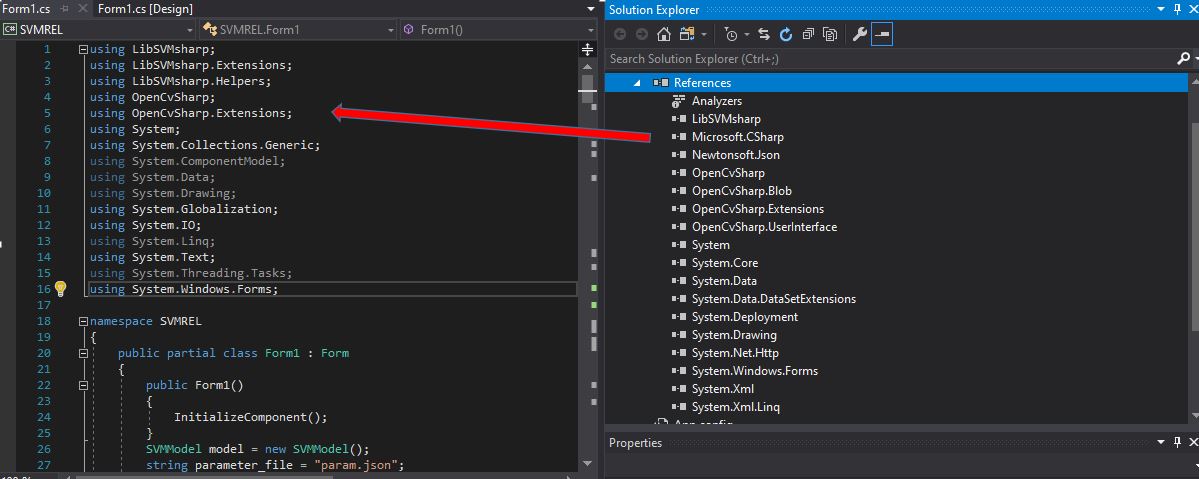 Form1.cs
Form1.cs [Design]
C# SVMREL
SVMREL.Form1
Form1()
1 using LibSVMsharp;
2 using LibSVMsharp.Extensions;
3 using LibSVMsharp.Helpers;
4 using OpenCvSharp;
5 using OpenCvSharp.Extensions;
6 using System;
7 using System.Collections.Generic;
8 using System.ComponentModel;
9 using System.Data;
10 using System.Drawing;
11 using System.Globalization;
12 using System.IO;
13 using System.Linq;
14 using System.Text;
15 using System.Threading.Tasks;
16 using System.Windows.Forms;
17
18 namespace SVMREL
19 {
20 public partial class Form1 : Form
21 {
22 public Form1()
23 {
24 InitializeComponent();
25 }
26 SVMModel model = new SVMModel();
27 string parameter_file = "param.json";
Solution Explorer
Search Solution Explorer (Ctrl+;)
References
Analyzers
LibSVMsharp
Microsoft.CSharp
Newtonsoft.Json
OpenCvSharp
OpenCvSharp.Blob
OpenCvSharp.Extensions
OpenCvSharp.UserInterface
System
System.Core
System.Data
System.Data.DataSetExtensions
System.Deployment
System.Drawing
System.Net.Http
System.Windows.Forms
System.Xml
System.Xml.Linq
App.config
Properties